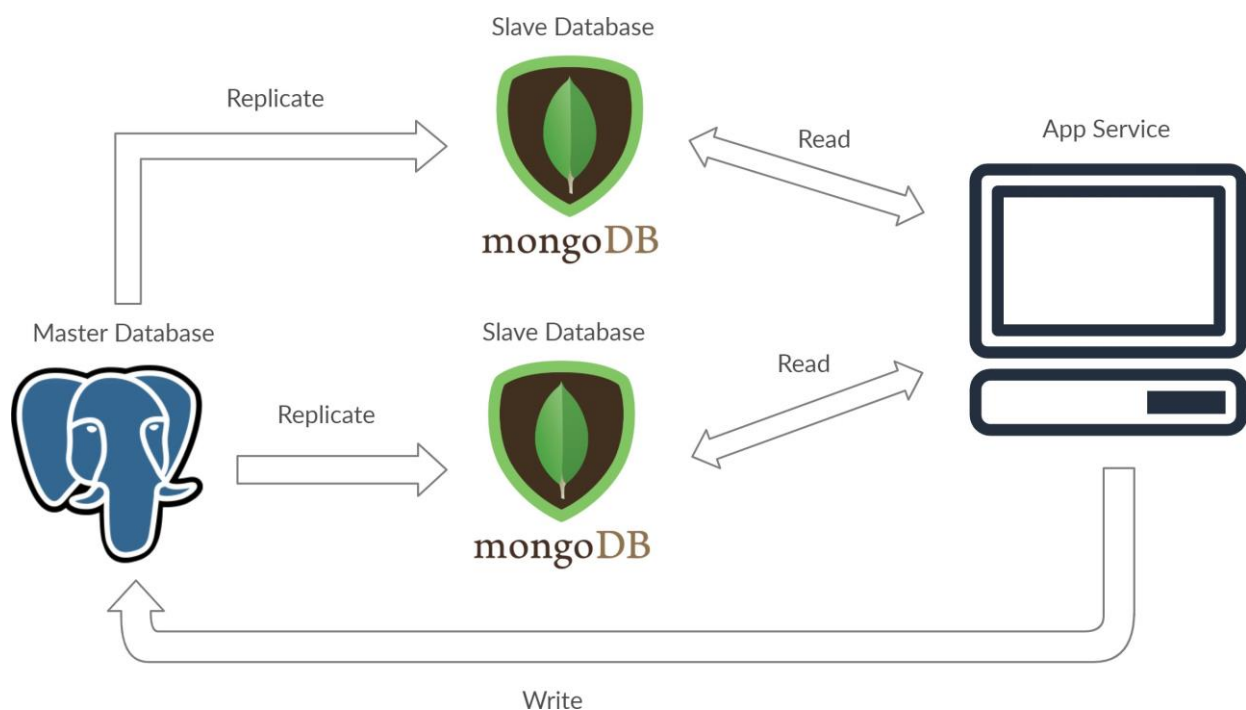 Slave Database
Replicate
mongoDB
Read
App Service
Master Database
Slave Database
Replicate
mongoDB
Read
Write